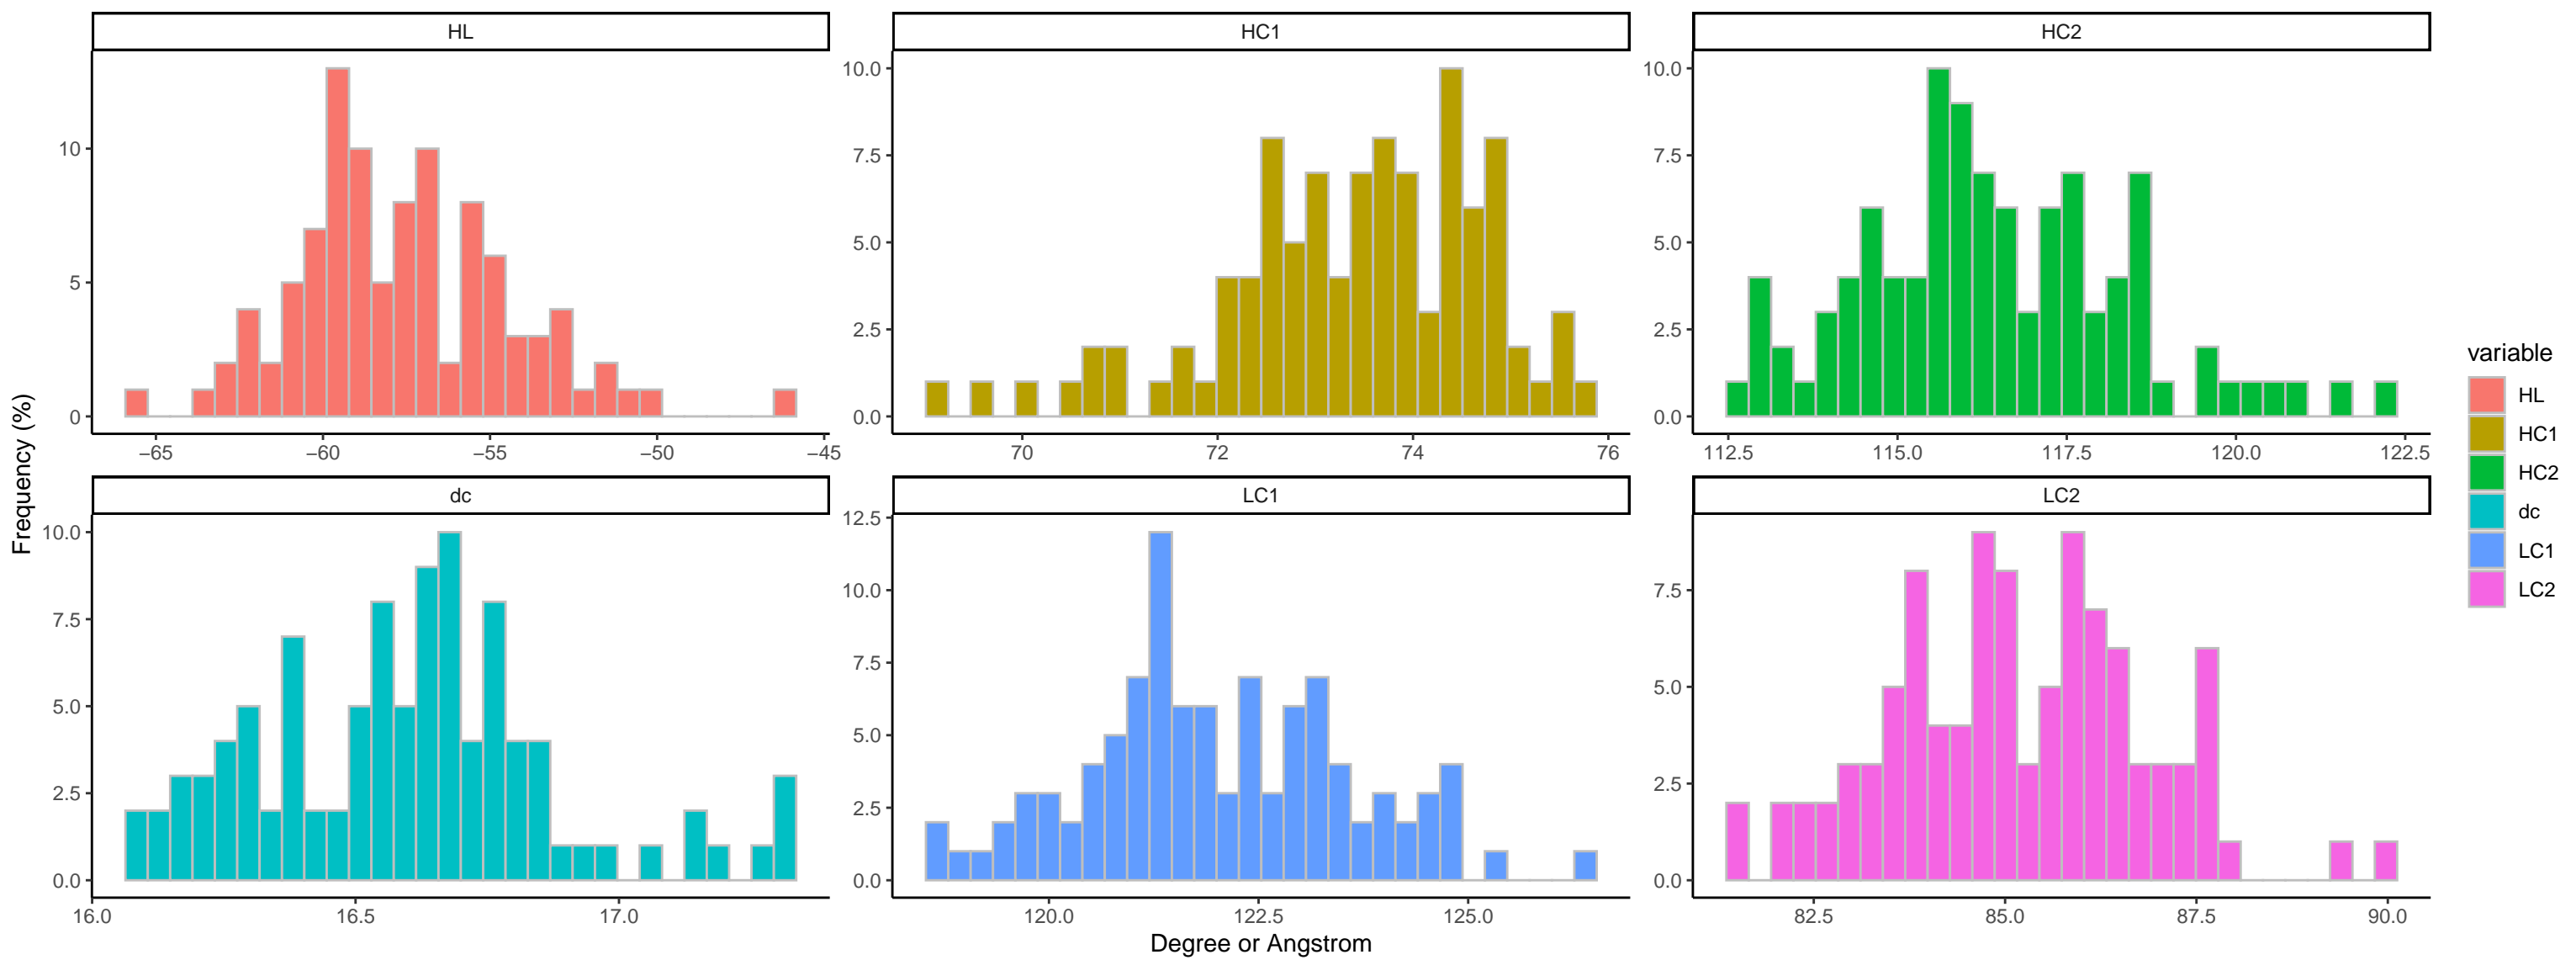 HL
HC1
HC2
10
5
0
10.0
7.5
5.0
2.5
0.0
10.0
7.5
5.0
2.5
0.0
−65 −60 −55 −50 −45
70 72 74 76
112.5 115.0 117.5 120.0 122.5
Frequency (%)
dc
LC1
LC2
10.0
7.5
5.0
2.5
0.0
12.5
10.0
7.5
5.0
2.5
0.0
7.5
5.0
2.5
0.0
16.0 16.5 17.0
120.0 122.5 125.0
82.5 85.0 87.5 90.0
Degree or Angstrom
variable
HL
HC1
HC2
dc
LC1
LC2